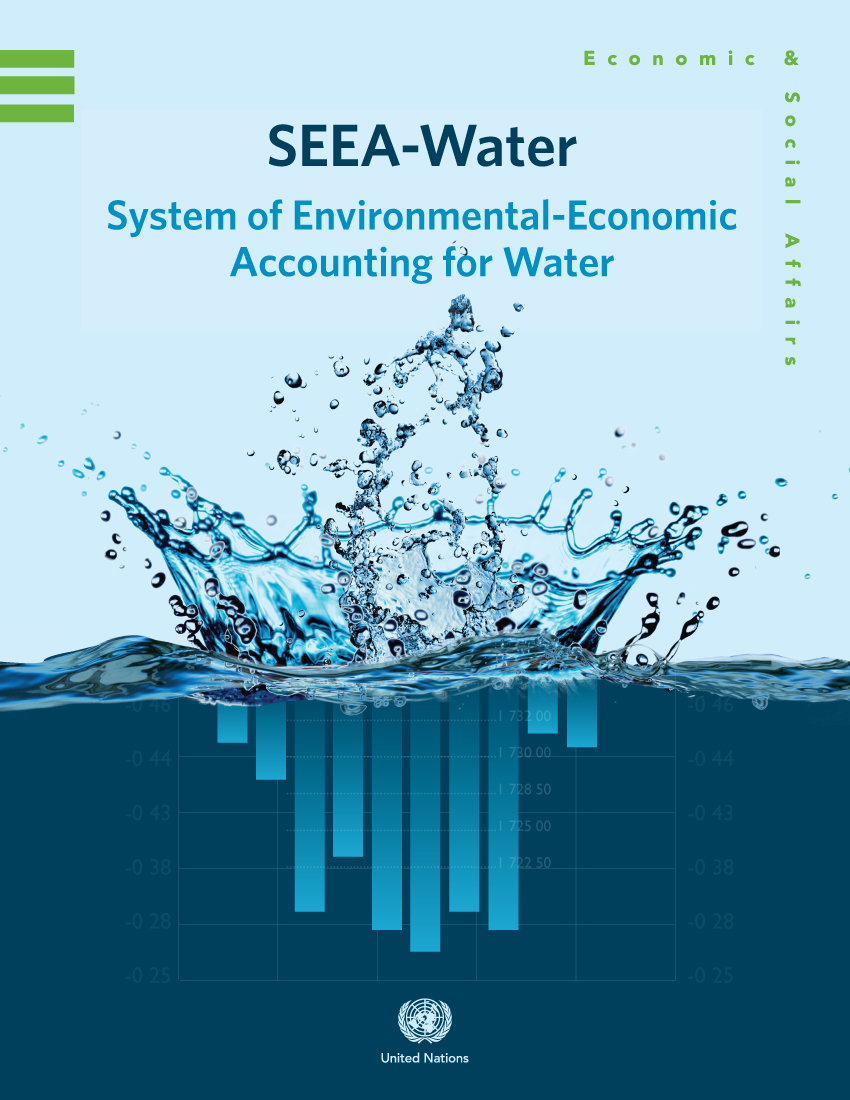 Economic &
Social Affairs
SEEA-Water
System of Environmental-Economic
Accounting for Water
-0 46
-0 46
1 732 00
1 730 00
-0 44
-0 44
1 728 50
-0 43
-0 43
1 725 00
1 722 50
-0 38
-0 38
-0 28
-0 28
-0 25
-0 25
United Nations